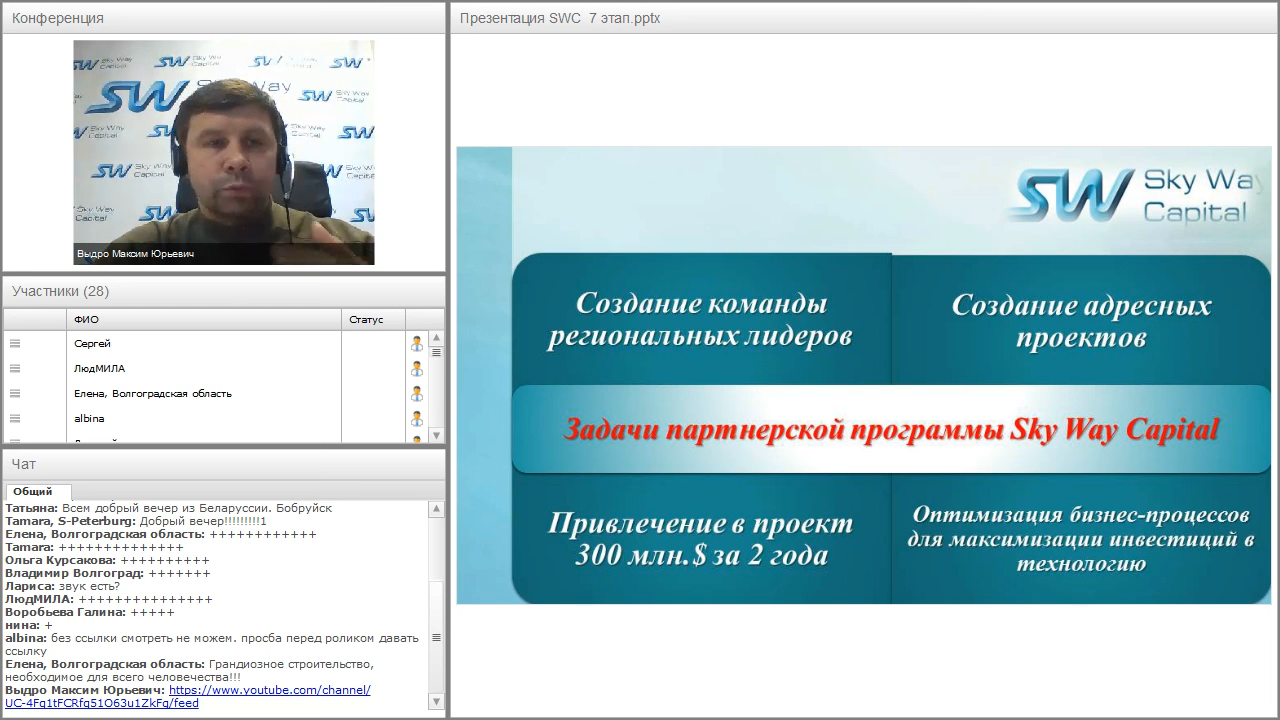 Конференция
Sky Way
Capital
Выдро Максим Юрьевич
Участники (28)
ФИО
Статус
Сергей
ЛюдМИЛА
Елена, Волгоградская область
albina
Чат
Общий
Татьяна: Всем добрый вечер из Беларуссии. Бобруйск
Tamara, S-Peterburg: Добрый вечер!!!!!!!!!1
Елена, Волгоградская область: ++++++++++++
Tamara: ++++++++++++++
Ольга Курсакова: ++++++++++
Владимир Волгоград: +++++++
Лариса: звук есть?
ЛюдМИЛА: +++++++++++++++
Воробьева Галина: +++++
нина: +
albina: без ссылки смотреть не можем. просба перед роликом давать
ссылку
Елена, Волгоградская область: Грандиозное строительство,
необходимое для всего человечества!!!
Выдро Максим Юрьевич: https://www.youtube.com/channel/
UC-4Fg1tFCRfg51O63u1ZkFg/feed
Презентация SWC 7 этап.pptx
SW Sky Way
Capital
Создание команды
региональных лидеров
Создание адресных
проектов
Задачи партнерской программы Sky Way Capital
Привлечение в проект
300 млн.$ за 2 года
Оптимизация бизнес-процессов
для максимизации инвестиций в
технологию